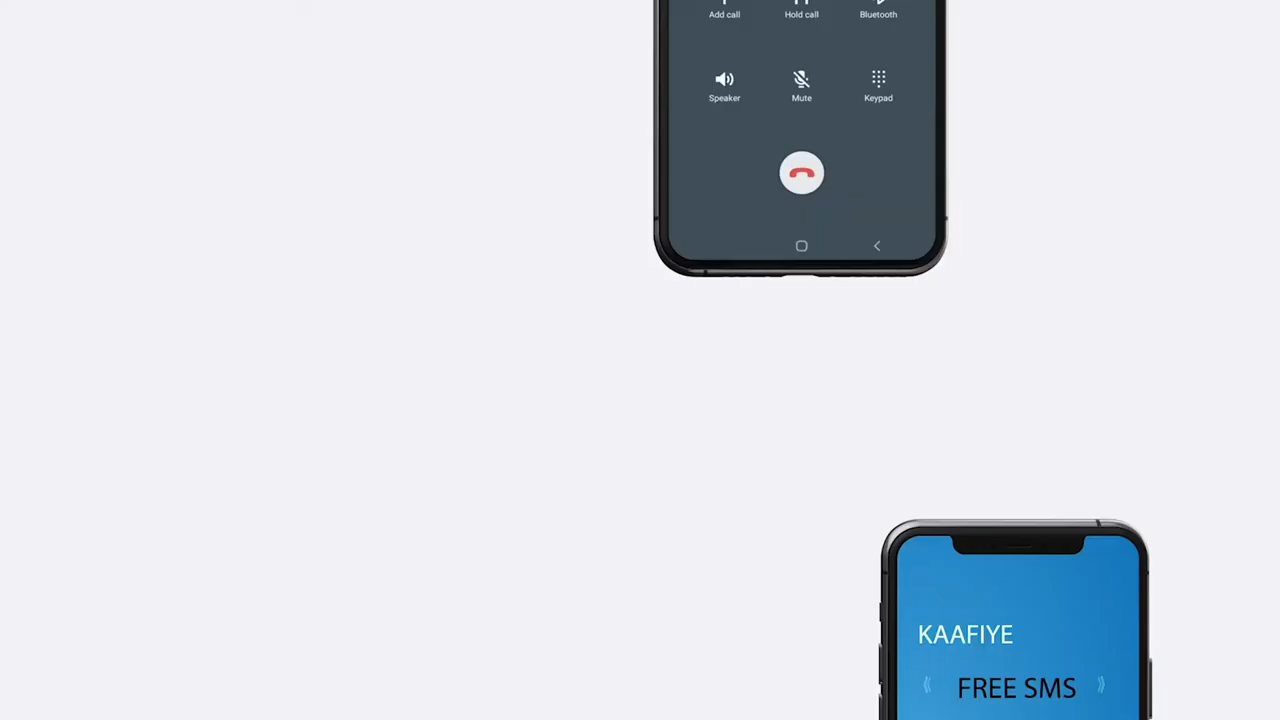 Add call Hold call Bluetooth
Speaker Mute Keypad
KAAFIYE
FREE SMS